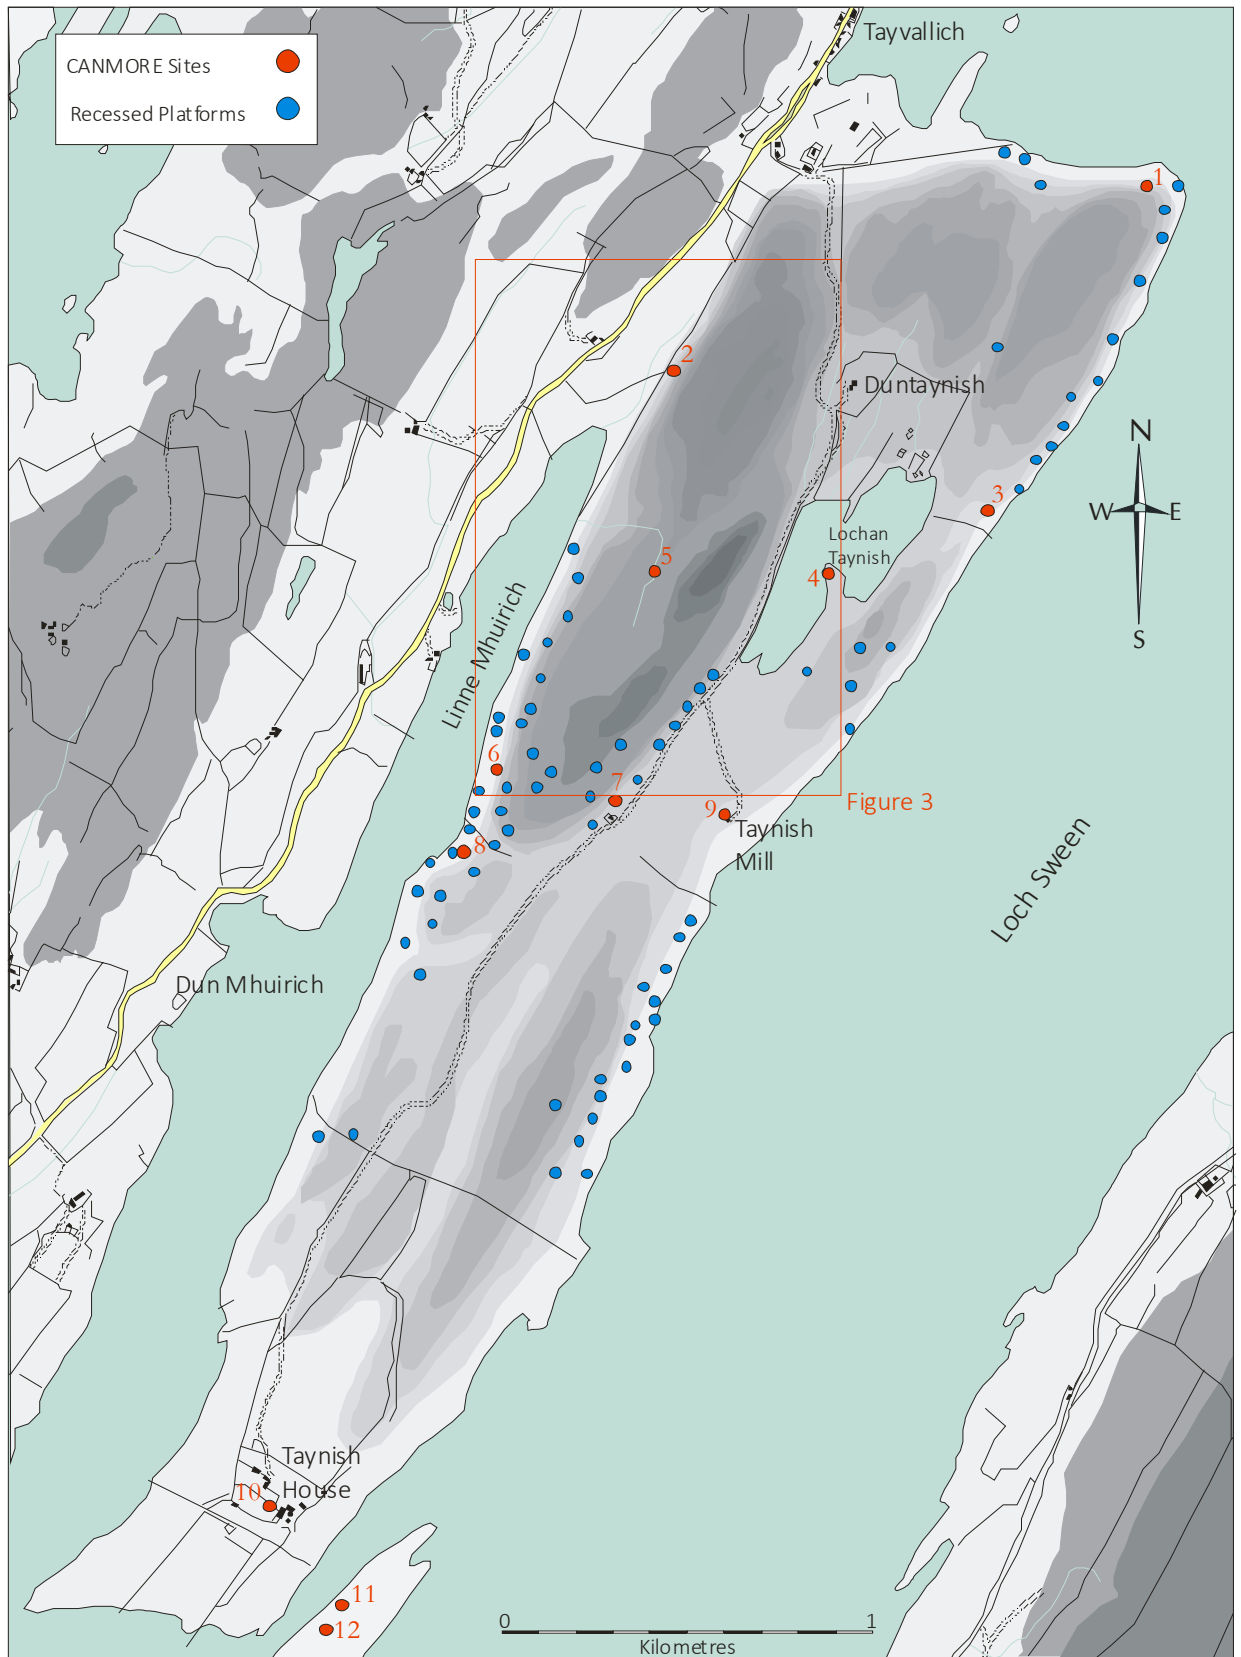 Tayvallich
CANMORE Sites
Recessed Platforms
1
2
Duntaynish
N
W E
S
3
Lochan
Taynish
5
4
Linne Mhuirich
6
7
Figure 3
9
Taynish
Mill
8
Loch Sween
Dun Mhuirich
Taynish
House
10
11
12
0 1
Kilometres